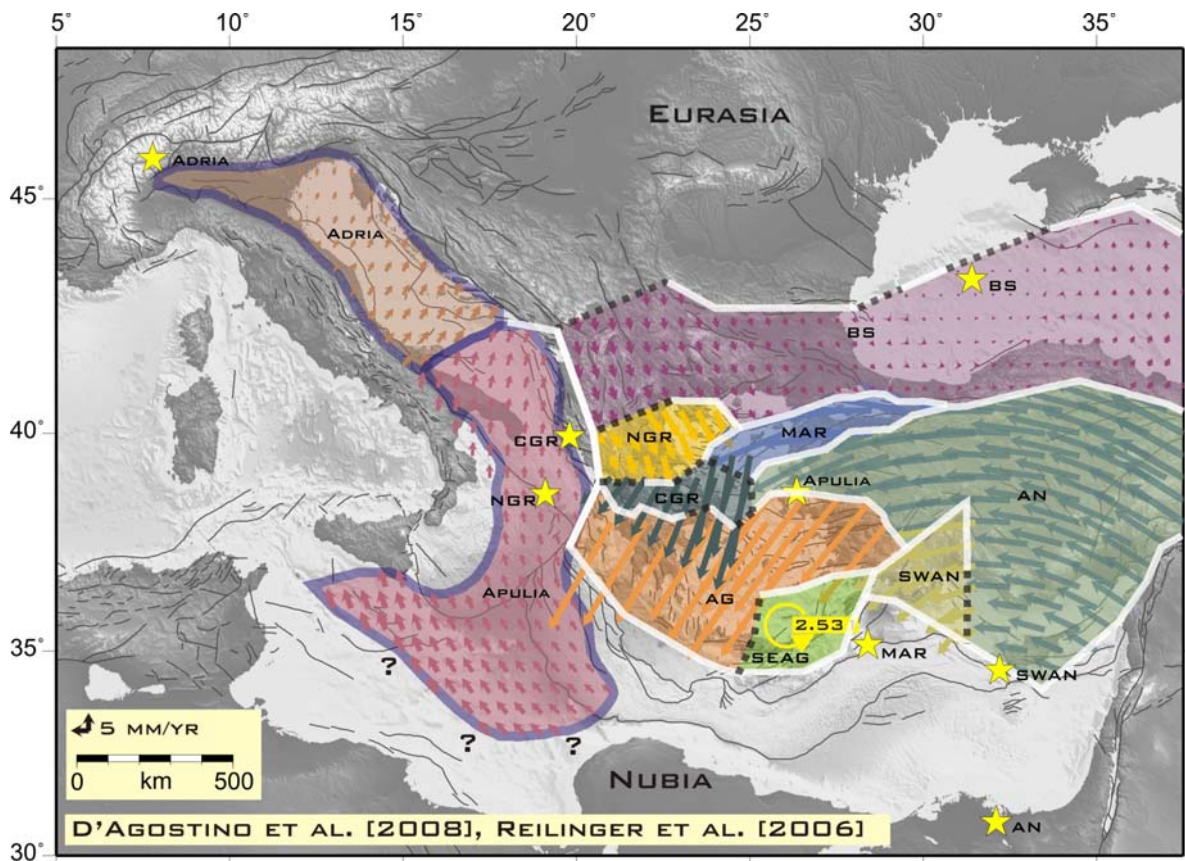 5° 10° 15° 20° 25° 30° 35°
EURASIA
ADRIA
45°
ADRIA
BS
BS
40°
CGR
NGR
MAR
NGR
CGR
APULIA
AN
SWAN
APULIA
AG
2.53
35°
SEAG
MAR
SWAN
?
?
?
5 MM/YR
0 km 500
NUBIA
AN
D'AGOSTINO ET AL. [2008], REILINGER ET AL. [2006]
30°